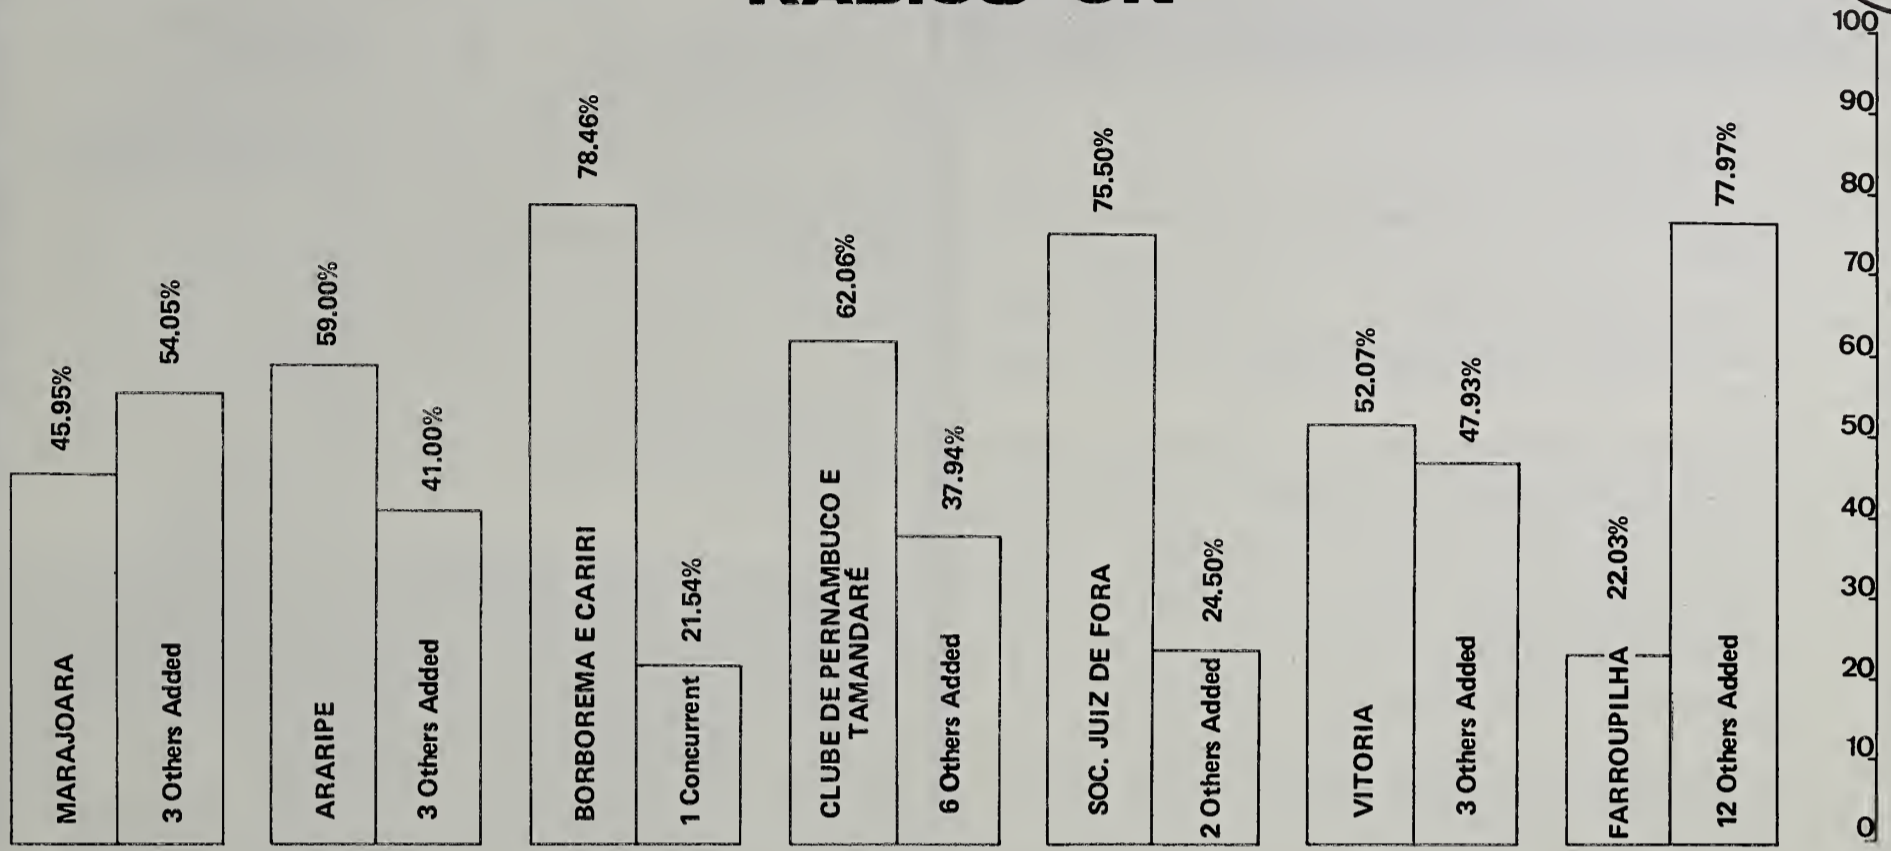 100
90
80
70
60
50
40
30
20
10
0
MARAJOARA
45.95%
3 Others Added
54.05%
ARARIPE
59.00%
3 Others Added
41.00%
BORBOREMA E CARIRI
78.46%
1 Concurrent
21.54%
CLUBE DE PERNAMBUCO E
TAMANDARÉ
62.06%
6 Others Added
37.94%
SOC. JUIZ DE FORA
75.50%
2 Others Added
24.50%
VITORIA
52.07%
3 Others Added
47.93%
FARROUPILHA
22.03%
12 Others Added
77.97%